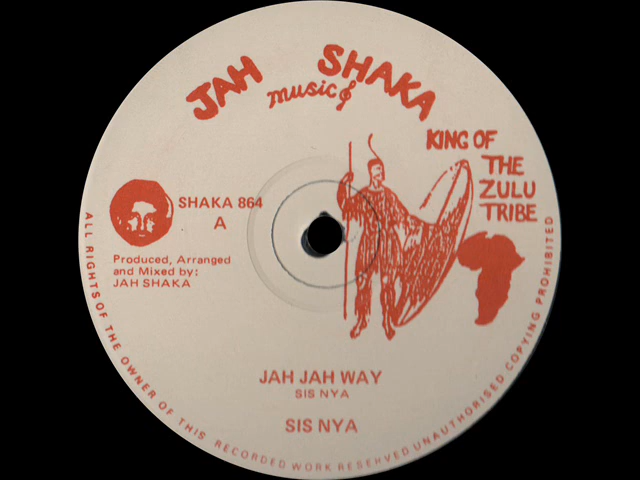 JAH SHAKA
music
KING OF
THE
ZULU
TRIBE
SHAKA 864
A
Produced, Arranged
and Mixed by:
JAH SHAKA
JAH JAH WAY
SIS NYA
SIS NYA
ALL RIGHTS OF THE OWNER OF THIS RECORDED WORK RESERVED UNAUTHORISED COPYING PROHIBITED